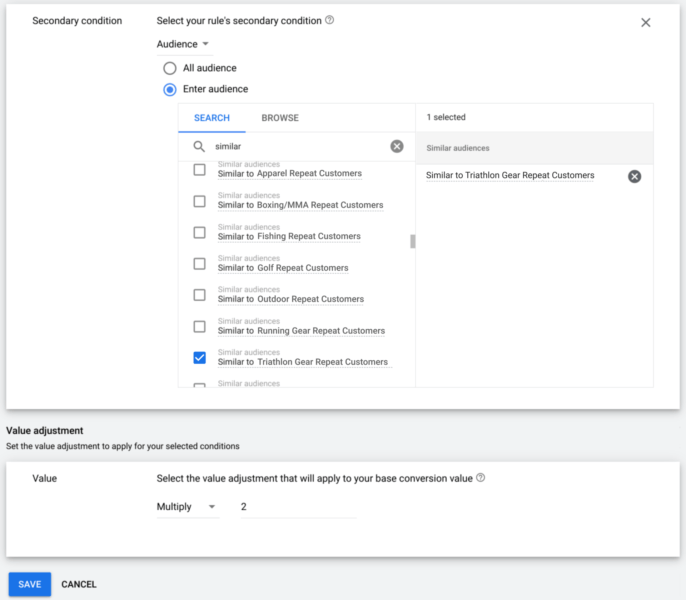 Secondary condition
Select your rule's secondary condition
Audience
All audience
Enter audience
SEARCH
BROWSE
similar
Similar audiences
Similar to Apparel Repeat Customers
Similar audiences
Similar to Boxing/MMA Repeat Customers
Similar audiences
Similar to Fishing Repeat Customers
Similar audiences
Similar to Golf Repeat Customers
Similar audiences
Similar to Outdoor Repeat Customers
Similar audiences
Similar to Running Gear Repeat Customers
Similar audiences
Similar to Triathlon Gear Repeat Customers
Similar audiences
1 selected
Similar audiences
Similar to Triathlon Gear Repeat Customers
Value adjustment
Set the value adjustment to apply for your selected conditions
Value
Select the value adjustment that will apply to your base conversion value
Multiply
2
SAVE
CANCEL